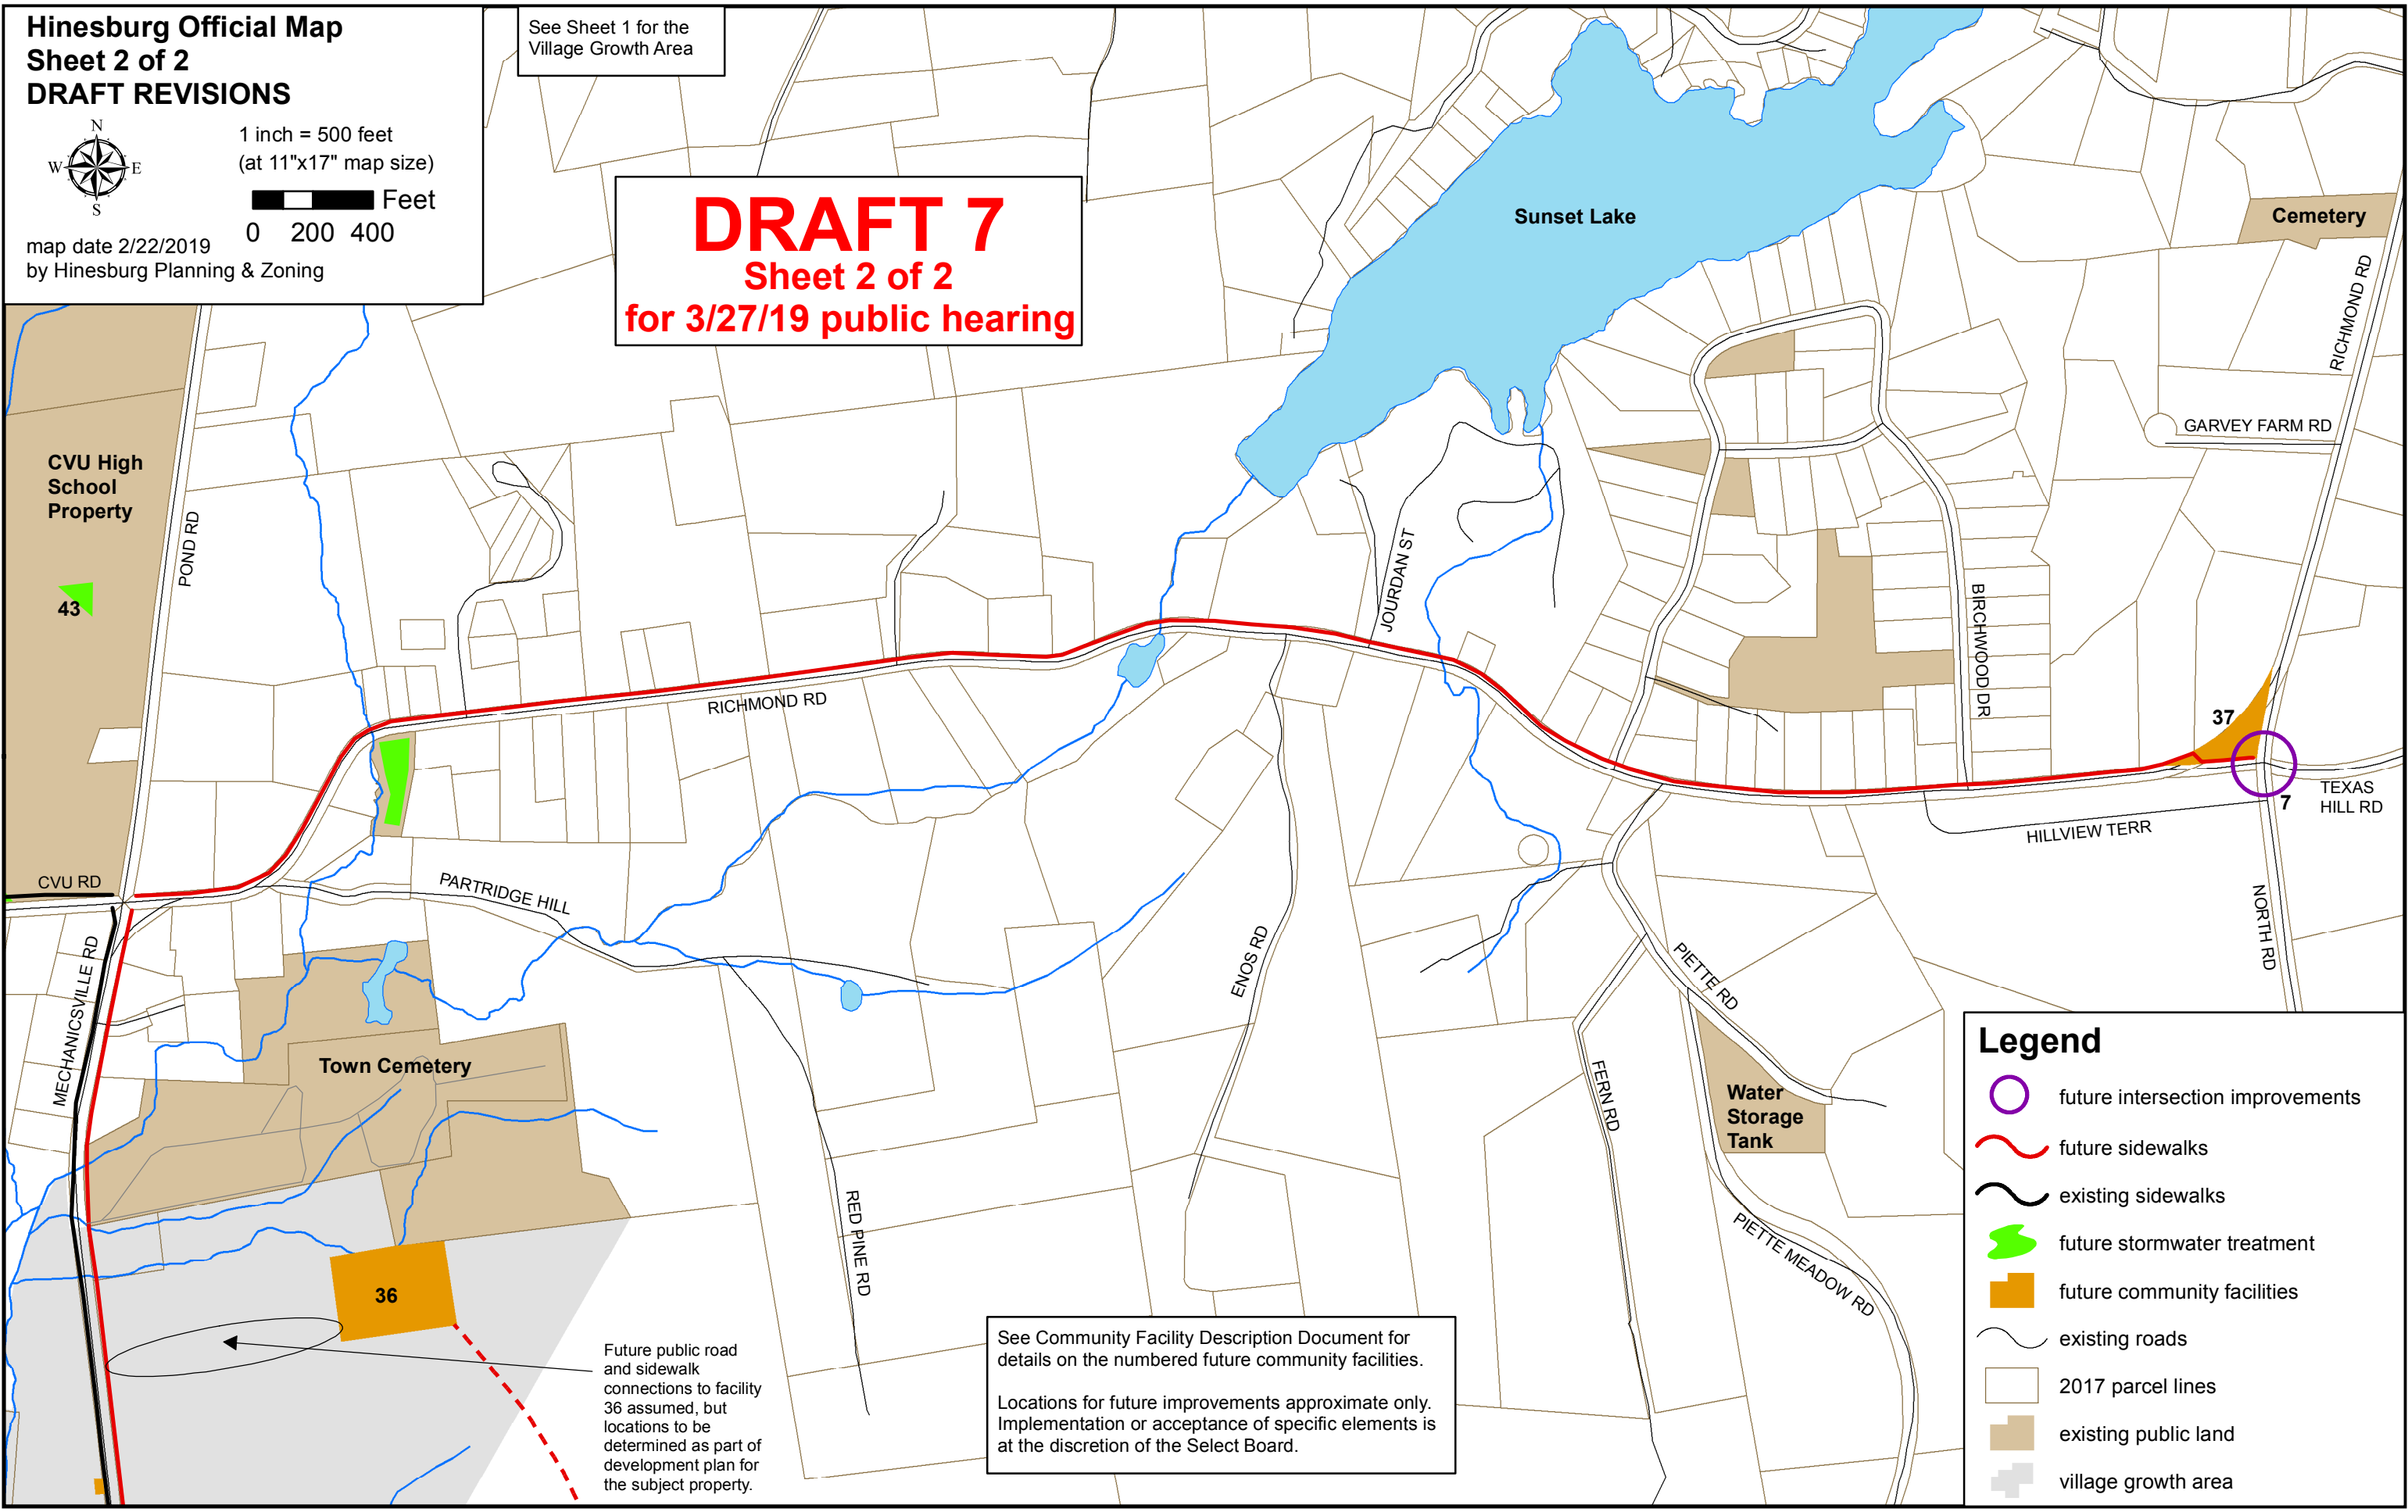 Hinesburg Official Map
Sheet 2 of 2
DRAFT REVISIONS
N
W
E
S
1 inch = 500 feet
(at 11"x17" map size)
Feet
0 200 400
map date 2/22/2019
by Hinesburg Planning & Zoning
See Sheet 1 for the
Village Growth Area
DRAFT 7
Sheet 2 of 2
for 3/27/19 public hearing
Sunset Lake
Cemetery
RICHMOND RD
GARVEY FARM RD
CVU High
School
Property
POND RD
43
JOURDAN ST
BIRCHWOOD DR
RICHMOND RD
37
7
TEXAS
HILL RD
HILLVIEW TERR
CVU RD
PARTRIDGE HILL
MECHANICSVILLE RD
ENOS RD
PIETTE RD
NORTH RD
Town Cemetery
FERN RD
Water
Storage
Tank
RED PINE RD
PIETTE MEADOW RD
36
Future public road
and sidewalk
connections to facility
36 assumed, but
locations to be
determined as part of
development plan for
the subject property.
See Community Facility Description Document for
details on the numbered future community facilities.
Locations for future improvements approximate only.
Implementation or acceptance of specific elements is
at the discretion of the Select Board.
Legend
future intersection improvements
future sidewalks
existing sidewalks
future stormwater treatment
future community facilities
existing roads
2017 parcel lines
existing public land
village growth area